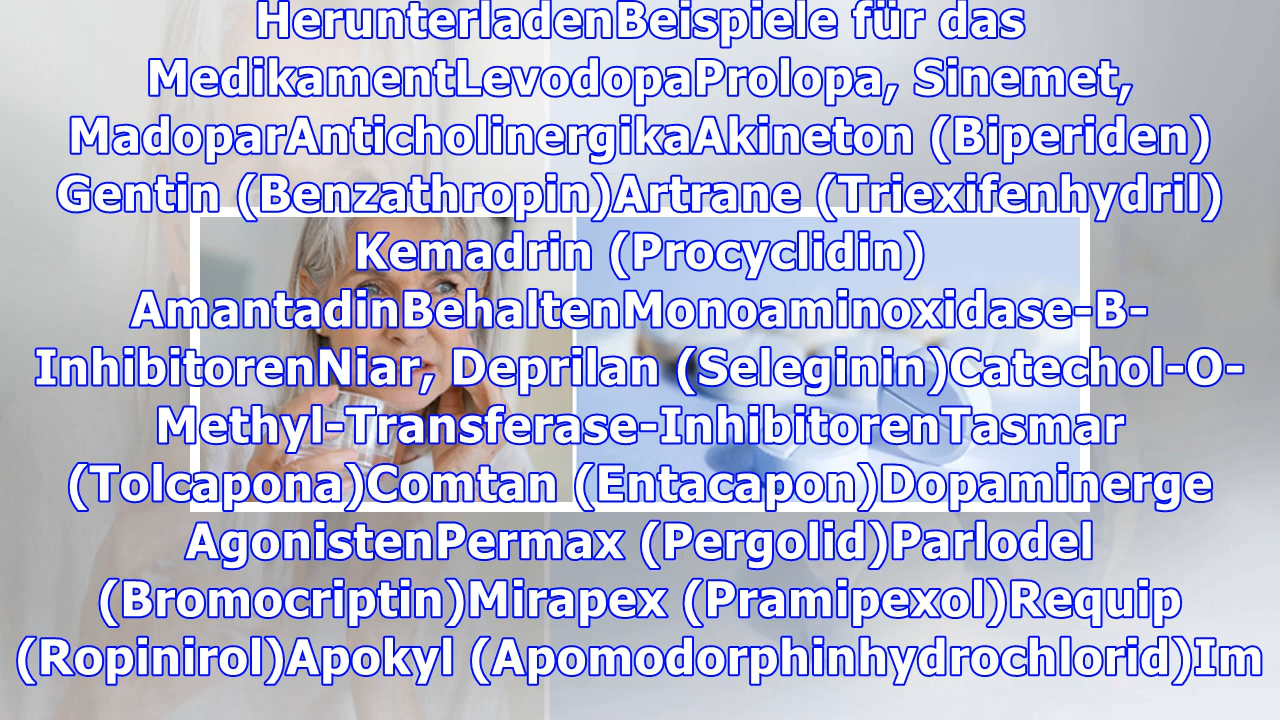 HerunterladenBeispiele für das
MedikamentLevodopaProlopa, Sinemet,
MadoparAnticholinergikaAkineton (Biperiden)
Gentin (Benzathropin)Artrane (Triexifenhydril)
Kemadrin (Procyclidin)
AmantadinBehaltenMonoaminoxidase-B-
InhibitorenNiar, Deprilan (Seleginin)Catechol-O-
Methyl-Transferase-InhibitorenTasmar
(Tolcapona)Comtan (Entacapon)Dopaminerge
AgonistenPermax (Pergolid)Parlodel
(Bromocriptin)Mirapex (Pramipexol)Requip
(Ropinirol)Apokyl (Apomodorphinhydrochlorid)Im